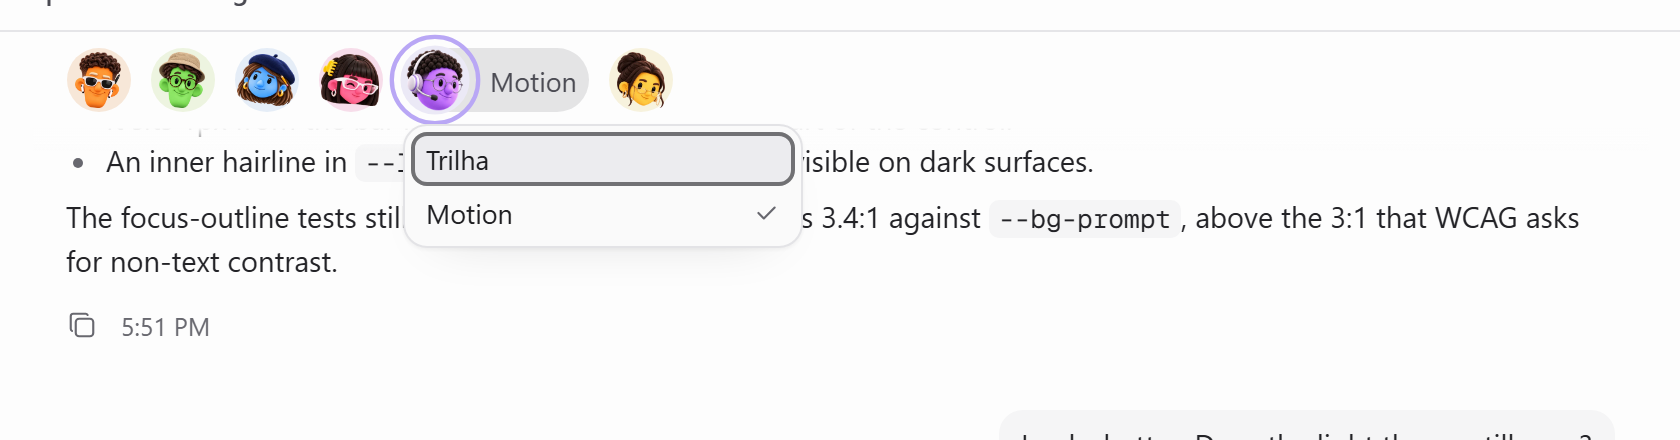 Motion
Trilha
An inner hairline in isible on dark surfaces.
Motion
The focus-outline tests stil s 3.4:1 against --bg-prompt, above the 3:1 that WCAG asks
for non-text contrast.
5:51 PM